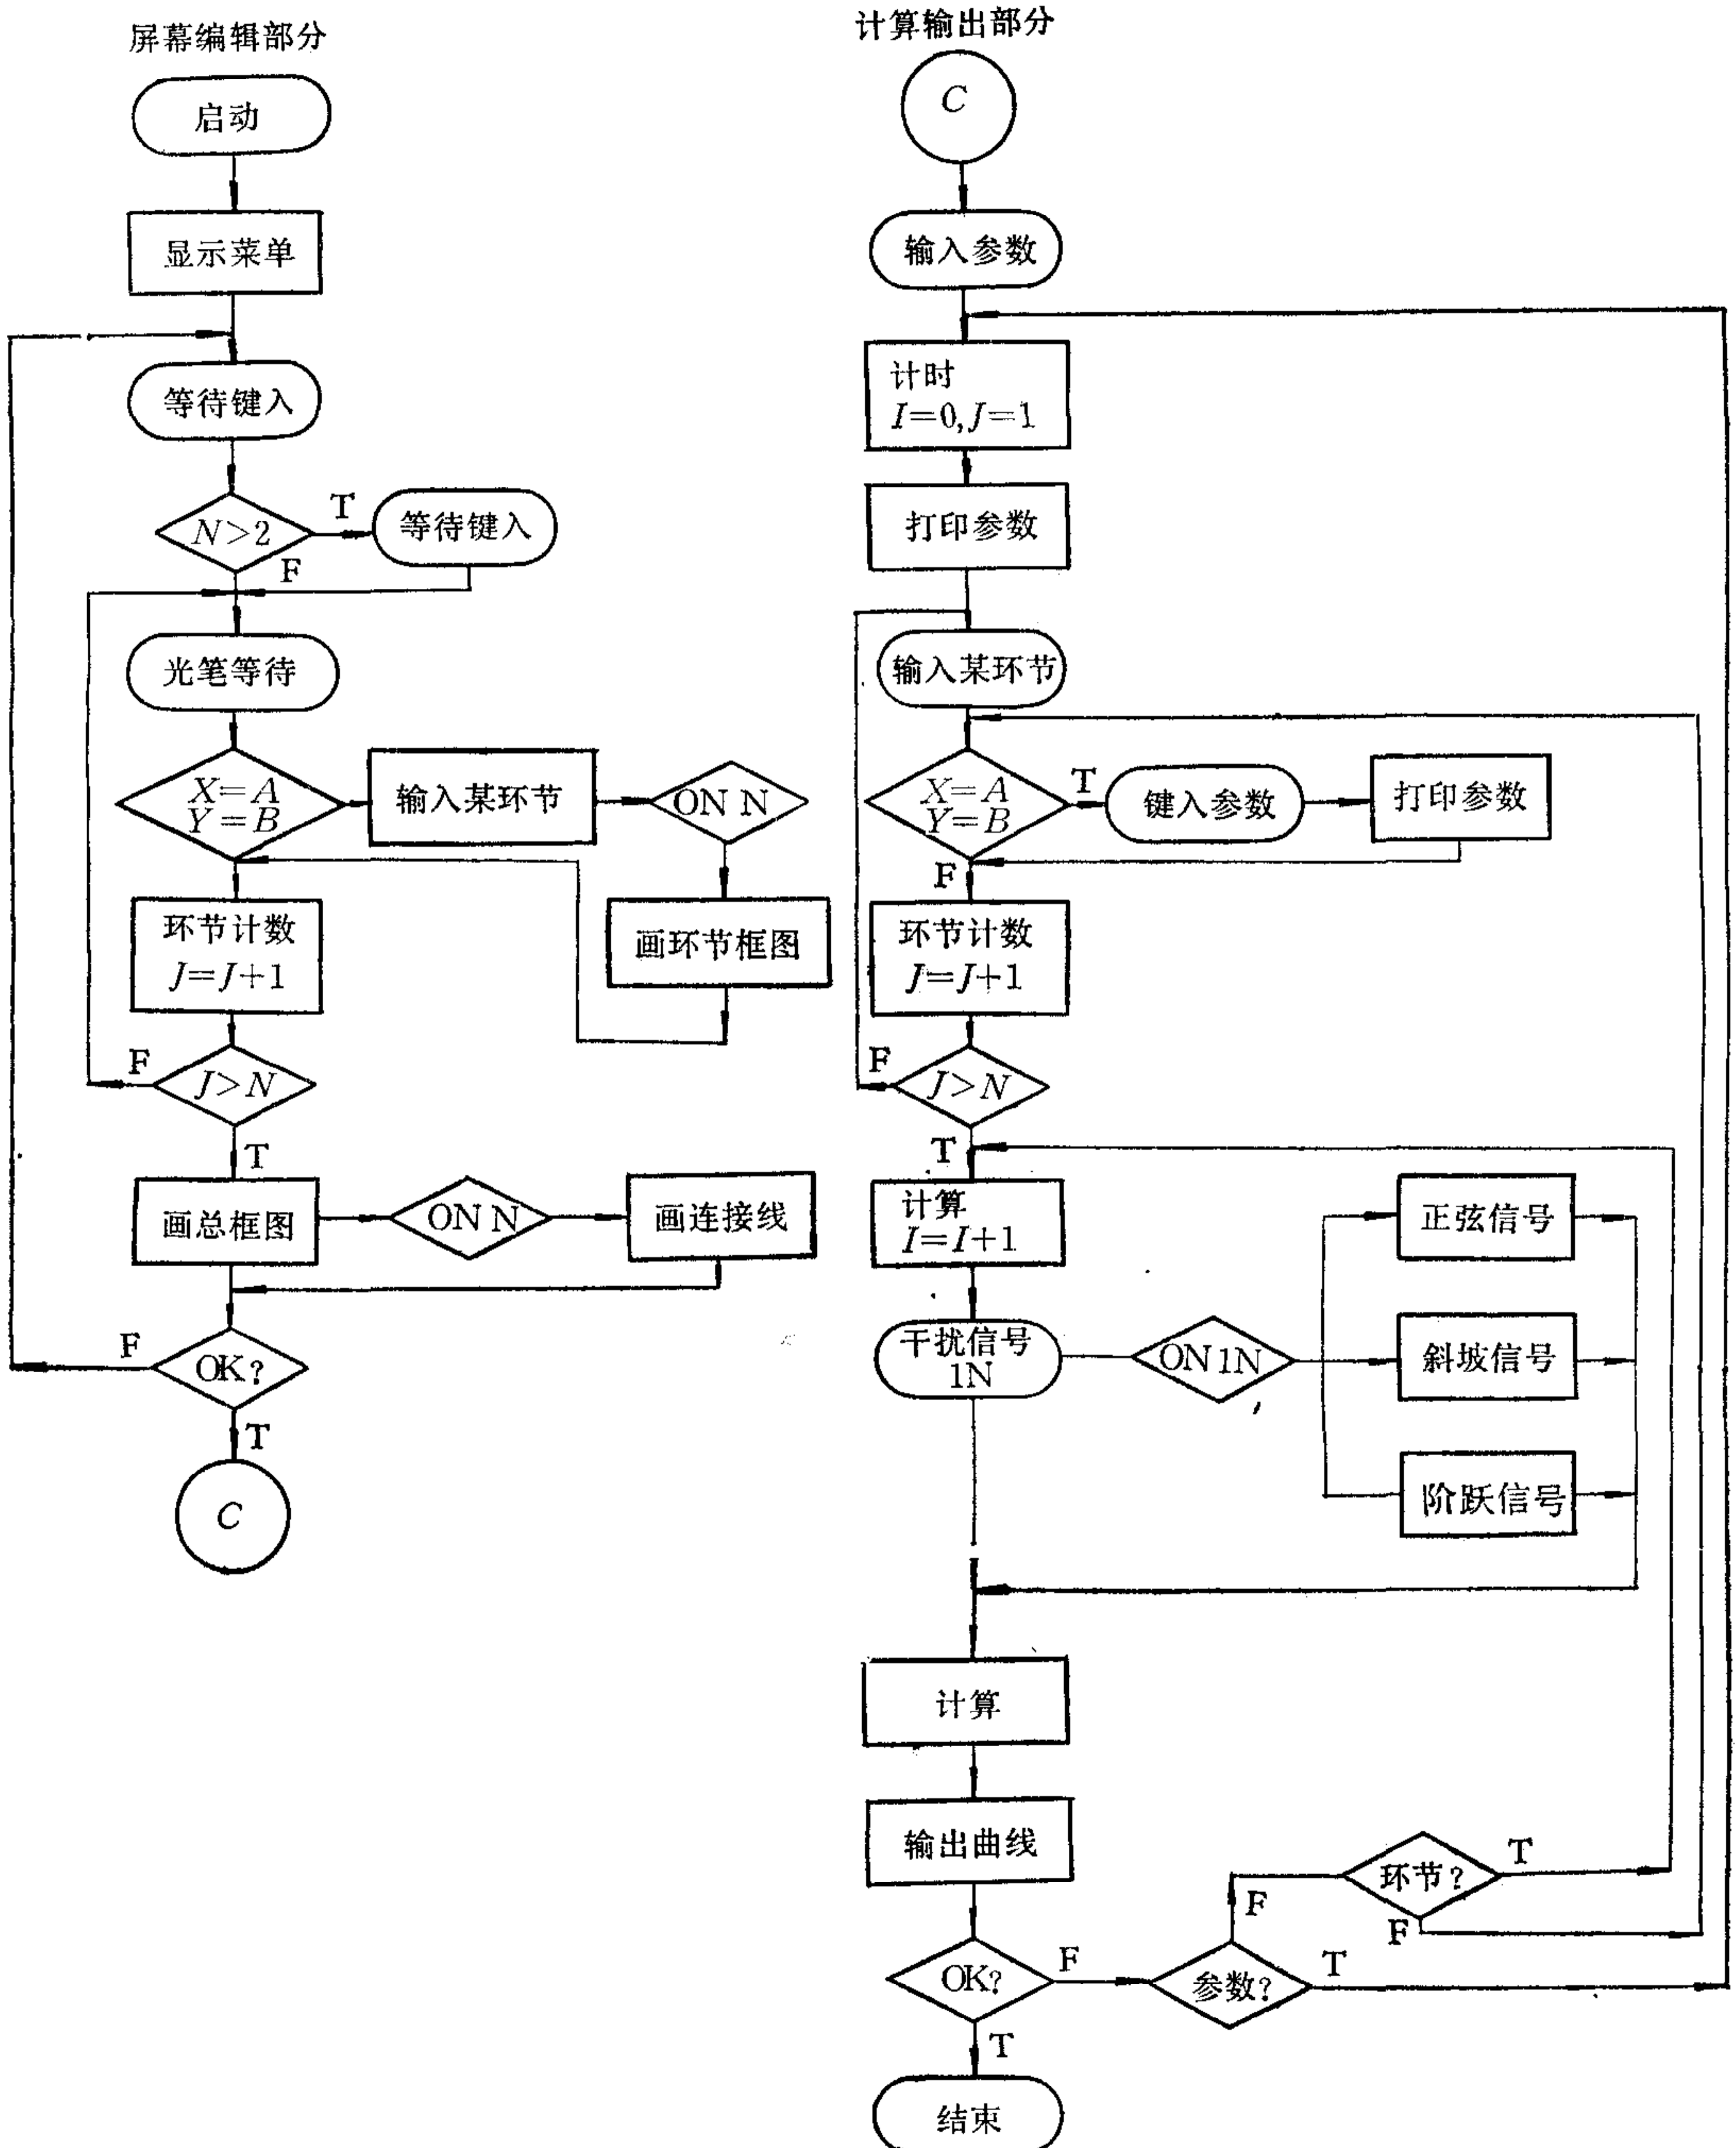 屏幕编辑部分
启动
显示菜单
等待键入
N>2
T
等待键入
F
光笔等待
X=A
Y=B
输入某环节
ON N
画环节框图
环节计数
J=J+1
F
J>N
T
画总框图
ON N
画连接线
F
OK?
T
C
计算输出部分
C
输入参数
计时
I=0,J=1
打印参数
输入某环节
X=A
Y=B
T
键入参数
打印参数
F
环节计数
J=J+1
F
J>N
T
计算
I=I+1
干扰信号
1N
ON 1N
正弦信号
斜坡信号
阶跃信号
计算
输出曲线
环节?
T
F
F
OK?
F
参数?
T
T
结束